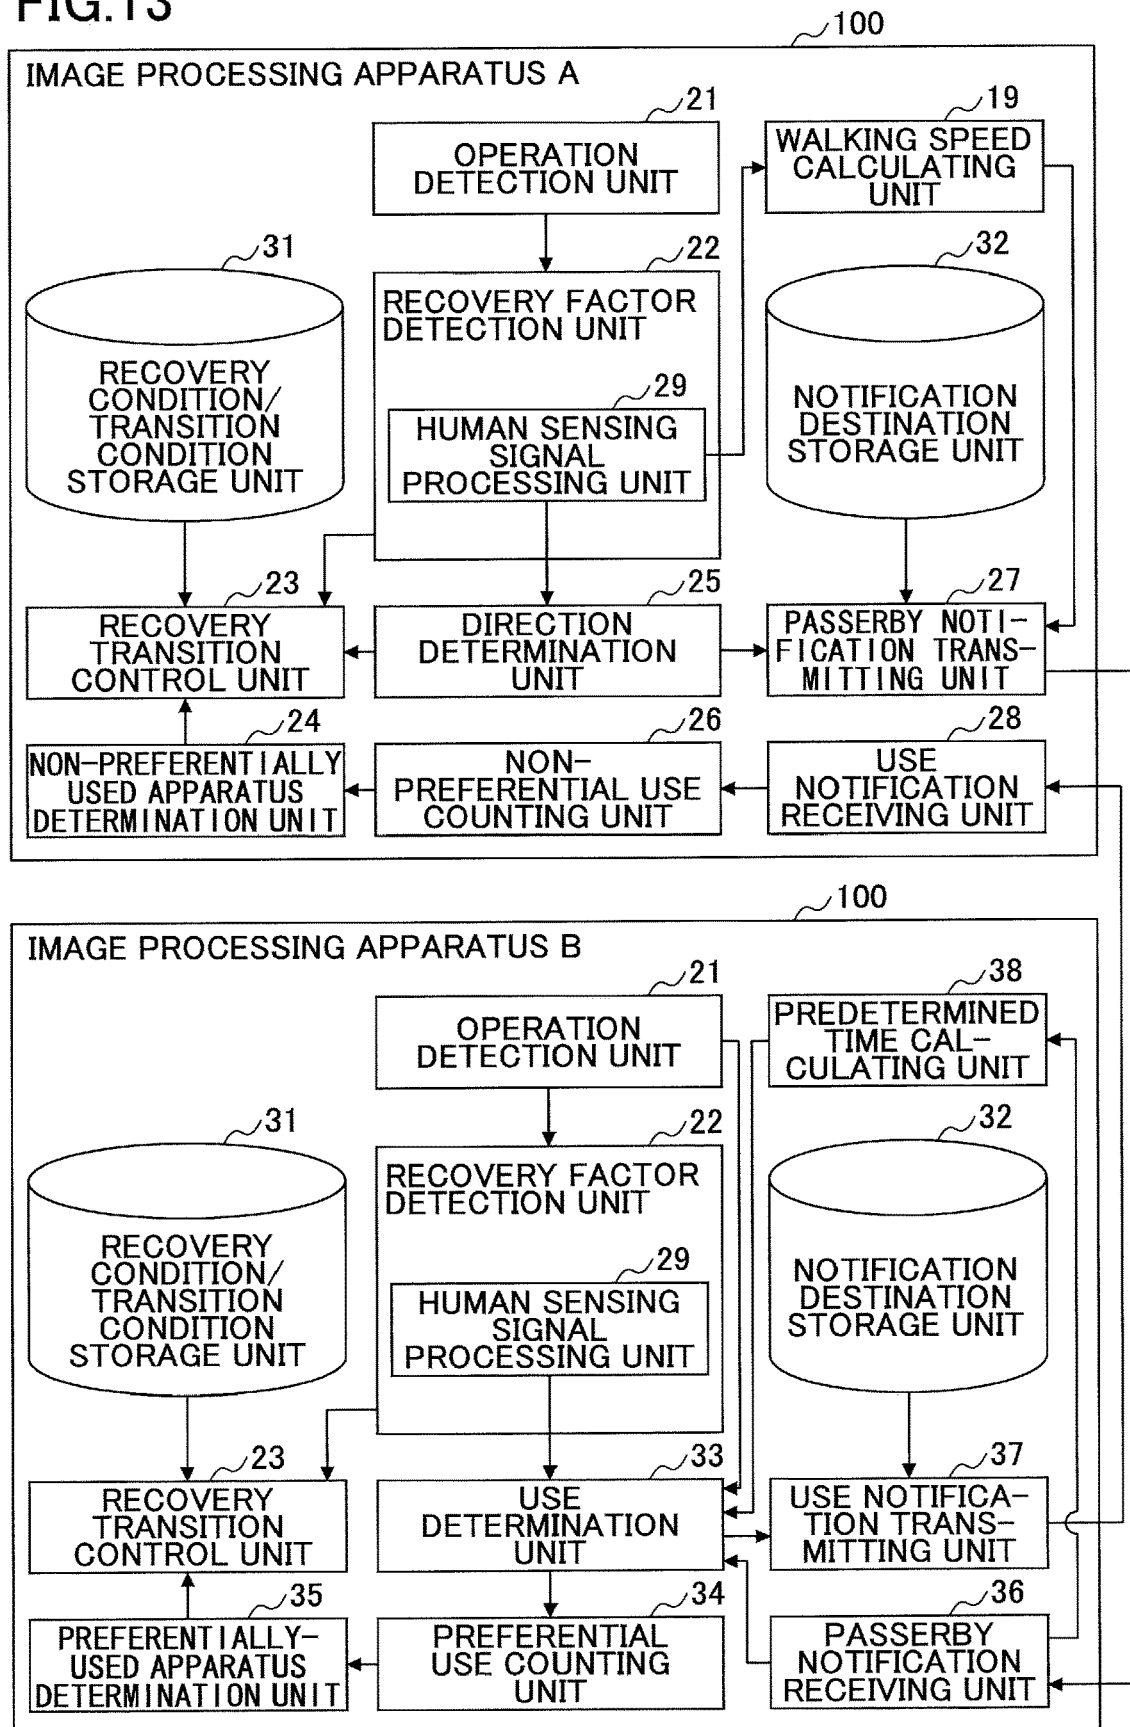 FIG.13
100
IMAGE PROCESSING APPARATUS A
21
OPERATION
DETECTION UNIT
19
WALKING SPEED
CALCULATING
UNIT
31
RECOVERY
CONDITION/
TRANSITION
CONDITION
STORAGE UNIT
22
RECOVERY FACTOR
DETECTION UNIT
29
HUMAN SENSING
SIGNAL
PROCESSING UNIT
32
NOTIFICATION
DESTINATION
STORAGE UNIT
23
RECOVERY
TRANSITION
CONTROL UNIT
25
DIRECTION
DETERMINATION
UNIT
27
PASSERBY NOTI-
FICATION TRANS-
MITTING UNIT
24
NON-PREFERENTIALLY
USED APPARATUS
DETERMINATION UNIT
26
NON-
PREFERENTIAL USE
COUNTING UNIT
28
USE
NOTIFICATION
RECEIVING UNIT
100
IMAGE PROCESSING APPARATUS B
21
OPERATION
DETECTION UNIT
38
PREDETERMINED
TIME CAL-
CULATING UNIT
31
RECOVERY
CONDITION/
TRANSITION
CONDITION
STORAGE UNIT
22
RECOVERY FACTOR
DETECTION UNIT
29
HUMAN SENSING
SIGNAL
PROCESSING UNIT
32
NOTIFICATION
DESTINATION
STORAGE UNIT
23
RECOVERY
TRANSITION
CONTROL UNIT
33
USE
DETERMINATION
UNIT
37
USE NOTIFICA-
TION TRANS-
MITTING UNIT
35
PREFERENTIALLY-
USED APPARATUS
DETERMINATION UNIT
34
PREFERENTIAL
USE COUNTING
UNIT
36
PASSERBY
NOTIFICATION
RECEIVING UNIT